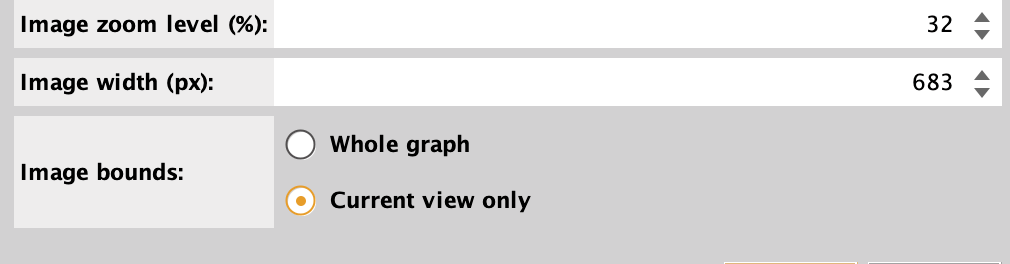 Image zoom level (%): 32
Image width (px): 683
Image bounds:
Whole graph
Current view only